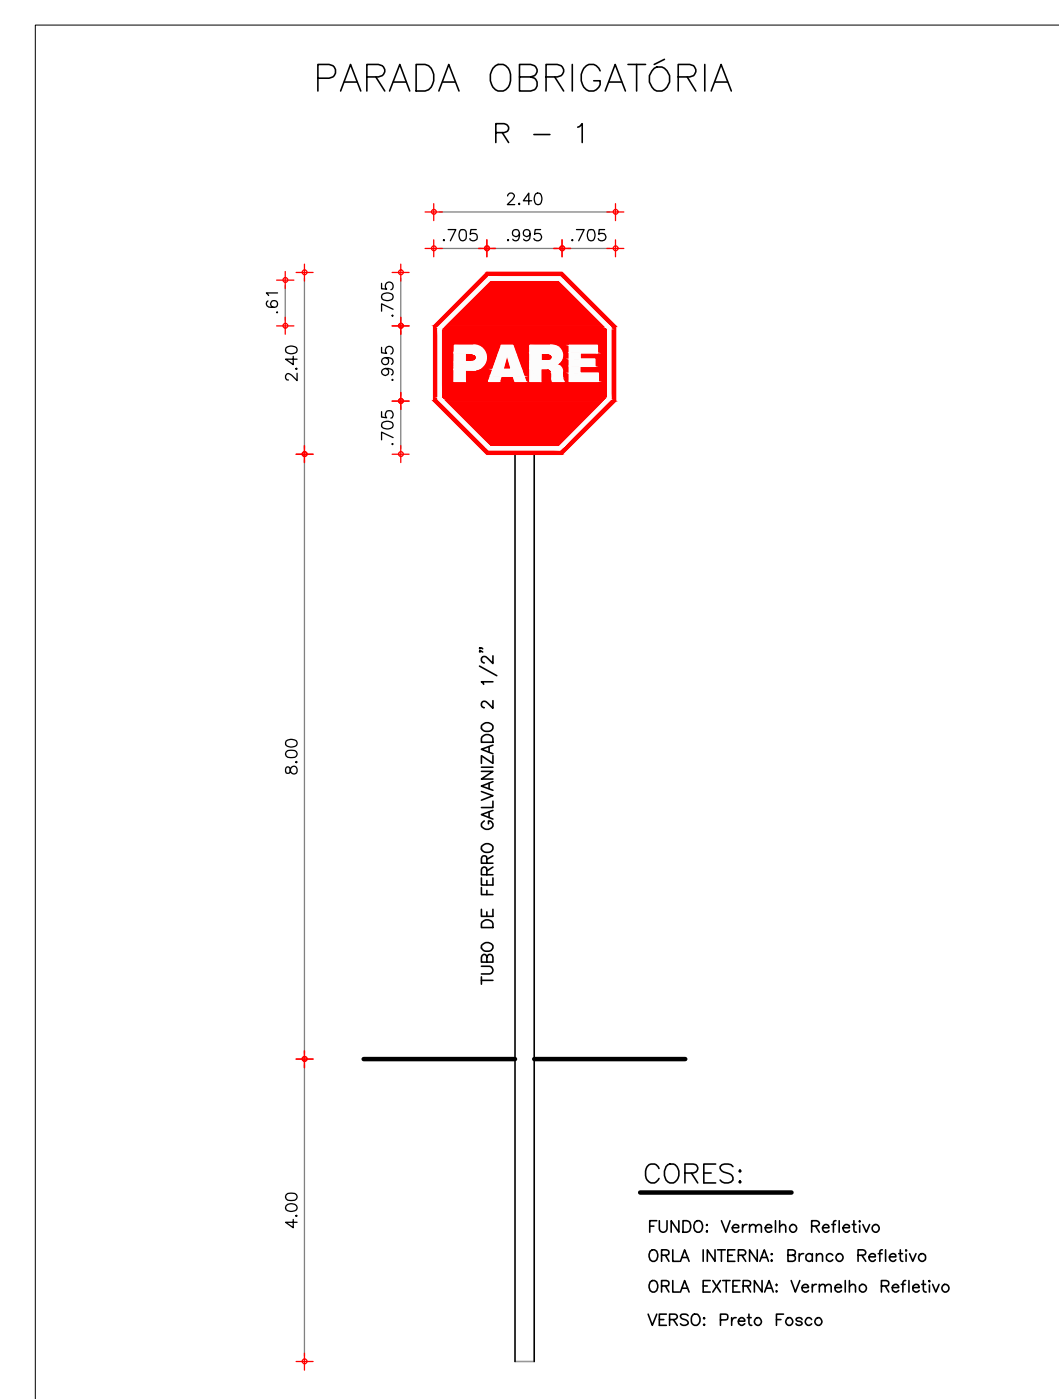 PARADA OBRIGATÓRIA
R - 1
2.40
.705 .995 .705
.61
2.40
.705
.995
.705
PARE
8.00
TUBO DE FERRO GALVANIZADO 2 1/2"
4.00
CORES:
FUNDO: Vermelho Refletivo
ORLA INTERNA: Branco Refletivo
ORLA EXTERNA: Vermelho Refletivo
VERSO: Preto Fosco